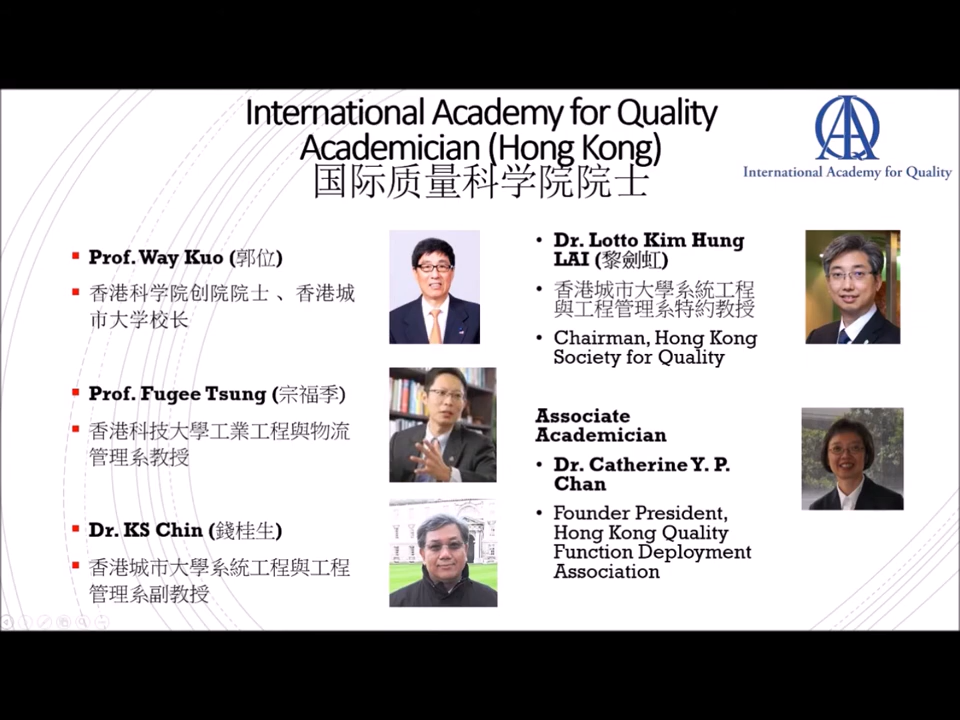 International Academy for Quality
Academician (Hong Kong)
国际质量科学院院士
International Academy for Quality
Prof. Way Kuo (郭位)
香港科学院创院院士 、香港城
市大学校长
Prof. Fugee Tsung (宗福季)
香港科技大學工業工程與物流
管理系教授
Dr. KS Chin (錢桂生)
香港城市大學系統工程與工程
管理系副教授
Dr. Lotto Kim Hung
LAI (黎劍虹)
香港城市大學系統工程
與工程管理系特約教授
Chairman, Hong Kong
Society for Quality
Associate
Academician
Dr. Catherine Y. P.
Chan
Founder President,
Hong Kong Quality
Function Deployment
Association